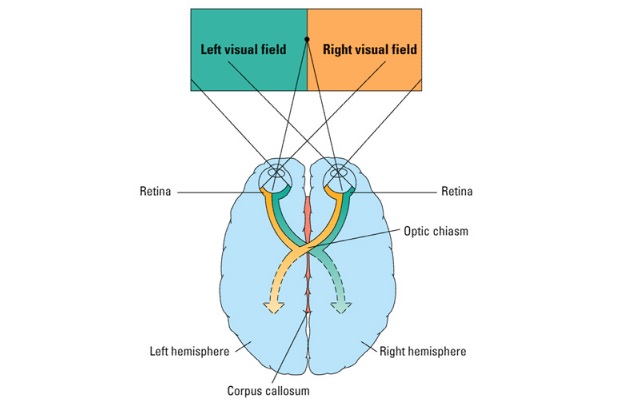 Left visual field
Right visual field
Retina
Retina
Optic chiasm
Left hemisphere
Right hemisphere
Corpus callosum